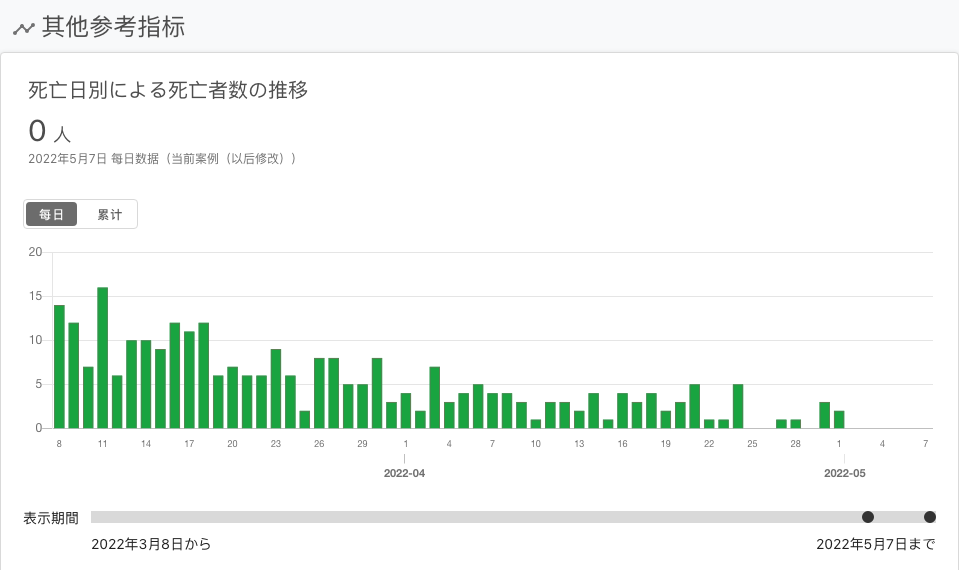 其他参考指标
死亡日別による死亡者数の推移
0 人
2022年5月7日 每日数据（当前案例（以后修改））
每日 累计
20
15
10
5
0
8 11 14 17 20 23 26 29 1 4 7 10 13 16 19 22 25 28 1 4 7
2022-04 2022-05
表示期間
2022年3月8日から 2022年5月7日まで